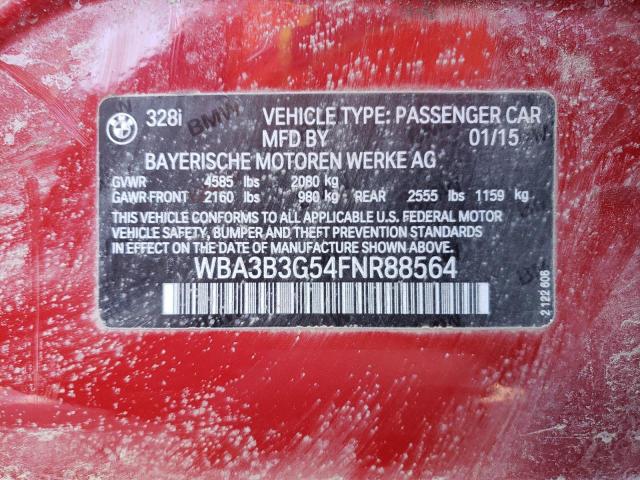 328i VEHICLE TYPE: PASSENGER CAR
MFD BY 01/15
BAYERISCHE MOTOREN WERKE AG
GVWR 4585 lbs 2080 kg
GAWR-FRONT 2160 lbs 980 kg REAR 2555 lbs 1159 kg
THIS VEHICLE CONFORMS TO ALL APPLICABLE U.S. FEDERAL MOTOR
VEHICLE SAFETY, BUMPER AND THEFT PREVENTION STANDARDS
IN EFFECT ON THE DATE OF MANUFACTURE SHOWN ABOVE.
WBA3B3G54FNR88564
2 122 606
BMW